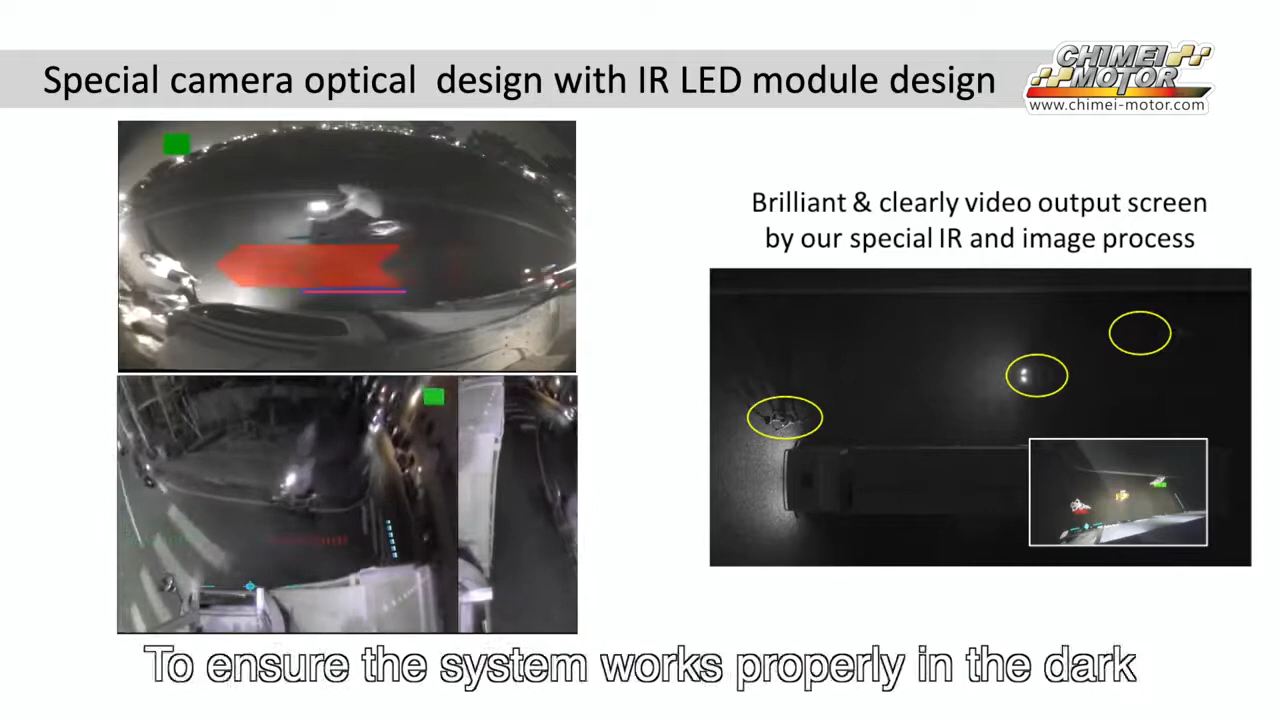 Special camera optical design with IR LED module design
CHIMEI
MOTOR
www.chimei-motor.com
Brilliant & clearly video output screen
by our special IR and image process
To ensure the system works properly in the dark